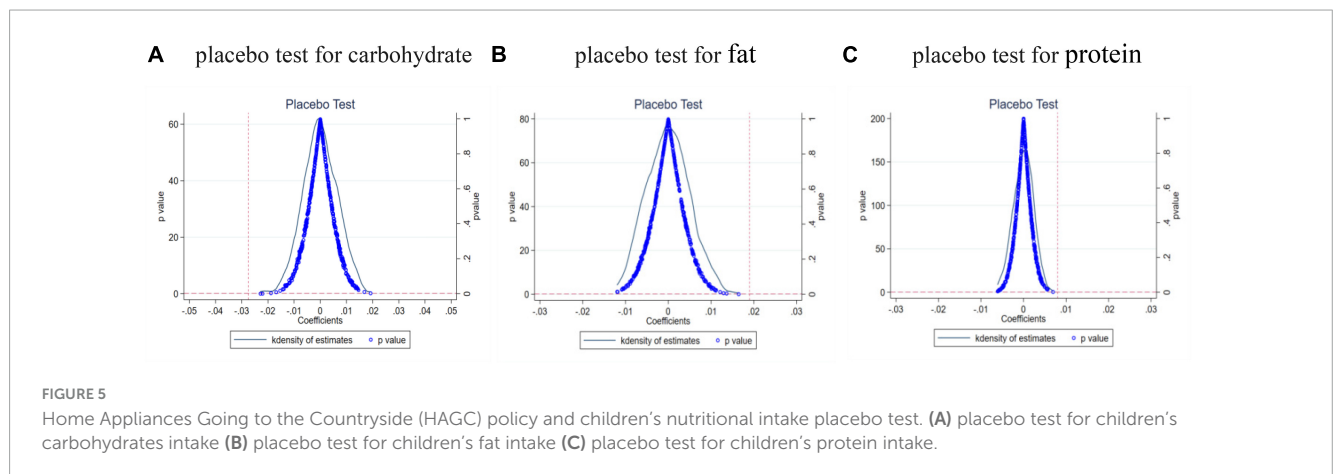 A placebo test for carbohydrate
B placebo test for fat
C placebo test for protein
Placebo Test
60
40
20
0
p value
1
.8
.6
.4
.2
0
pvalue
-.05 -.04 -.03 -.02 -.01 0 .01 .02 .03 .04 .05
Coefficients
kdensity of estimates p value
Placebo Test
80
60
40
20
0
p value
1
.8
.6
.4
.2
0
pvalue
-.03 -.02 -.01 0 .01 .02 .03
Coefficients
kdensity of estimates p value
Placebo Test
200
150
100
50
0
p value
1
.8
.6
.4
.2
0
pvalue
-.03 -.02 -.01 0 .01 .02 .03
Coefficients
kdensity of estimates p value
FIGURE 5
Home Appliances Going to the Countryside (HAGC) policy and children’s nutritional intake placebo test. (A) placebo test for children’s
carbohydrates intake (B) placebo test for children’s fat intake (C) placebo test for children’s protein intake.